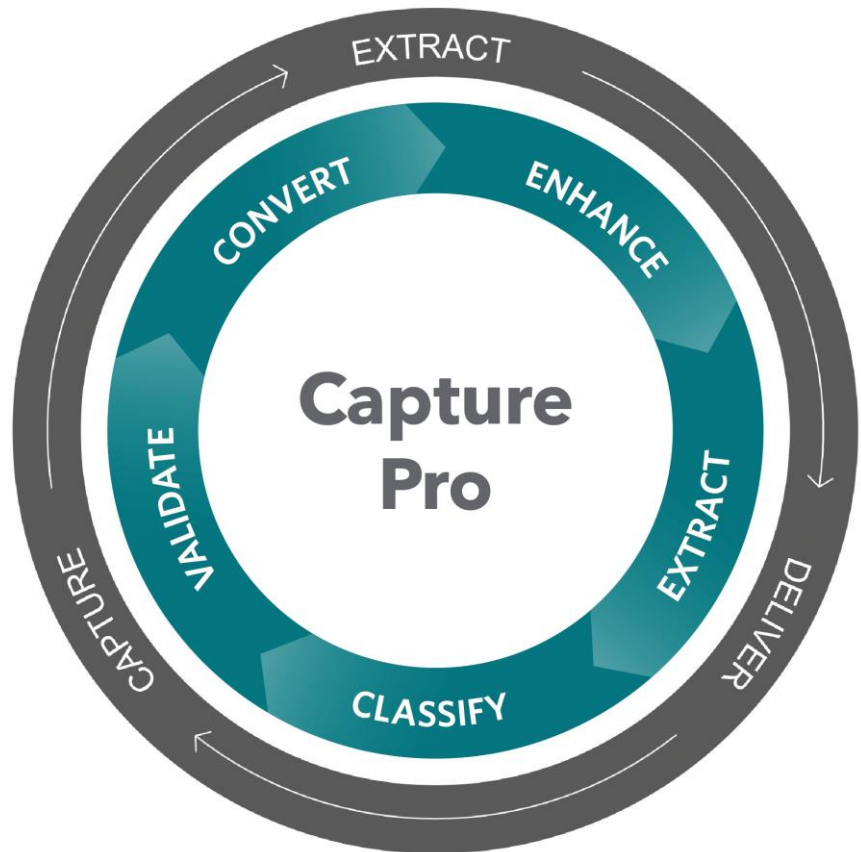 EXTRACT
DELIVER
CAPTURE
CONVERT
ENHANCE
EXTRACT
CLASSIFY
VALIDATE
Capture
Pro